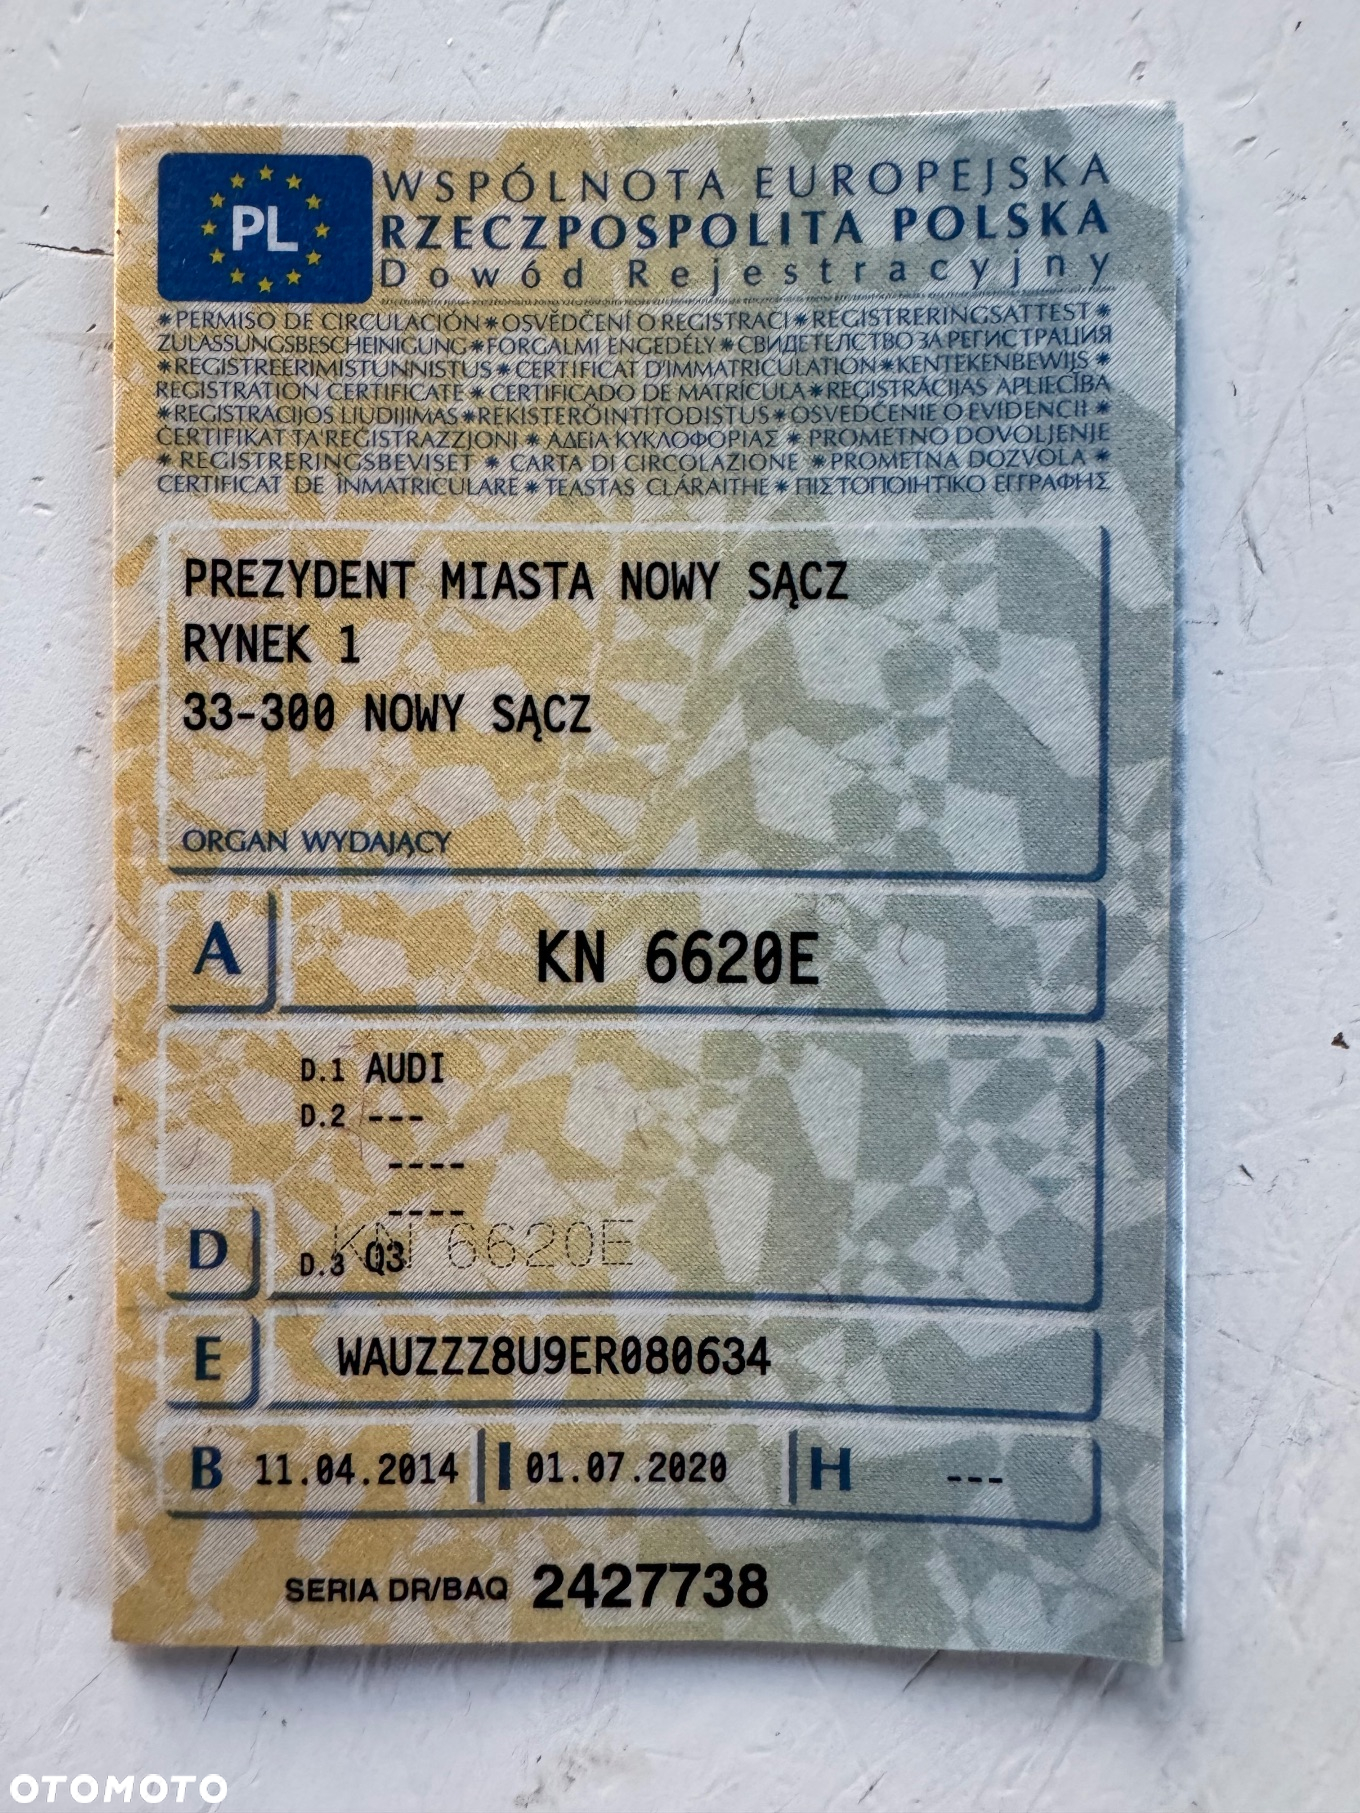 PL
WSPÓLNOTA EUROPEJSKA
RZECZPOSPOLITA POLSKA
Dowód Rejestracyjny
*PERMISO DE CIRCULACIÓN*OSVĚDČENÍ O REGISTRACI*REGISTRERINGSATTEST*
ZULASSUNGSBESCHEINIGUNG*FORGALMI ENGEDÉLY*СВИДЕТЕЛСТВО ЗА РЕГИСТРАЦИЯ
*REGISTREERIMISTUNNISTUS*CERTIFICAT D'IMMATRICULATION*KENTEKENBEWIJS*
REGISTRATION CERTIFICATE*CERTIFICADO DE MATRÍCULA*REĢISTRĀCIJAS APLIECĪBA
*REGISTRACIJOS LIUDIJIMAS*REKISTERÖINTITODISTUS*OSVEDČENIE O EVIDENCII*
ĊERTIFIKAT TA'REĠISTRAZZJONI*ΑΔΕΙΑ ΚΥΚΛΟΦΟΡΙΑΣ*PROMETNO DOVOLJENJE
*REGISTRERINGSBEVISET*CARTA DI CIRCOLAZIONE*PROMETNA DOZVOLA*
CERTIFICAT DE ÎNMATRICULARE*TEASTAS CLÁRAITHE*ΠΙΣΤΟΠΟΙΗΤΙΚΟ ΕΓΓΡΑΦΗΣ
PREZYDENT MIASTA NOWY SĄCZ
RYNEK 1
33-300 NOWY SĄCZ
ORGAN WYDAJĄCY
A KN 6620E
D.1 AUDI
D.2 ---
----
----
KN 6620E
D D.3 Q3
E WAUZZZ8U9ER080634
B 11.04.2014 I 01.07.2020 H ---
SERIA DR/BAQ 2427738
OTOMOTO